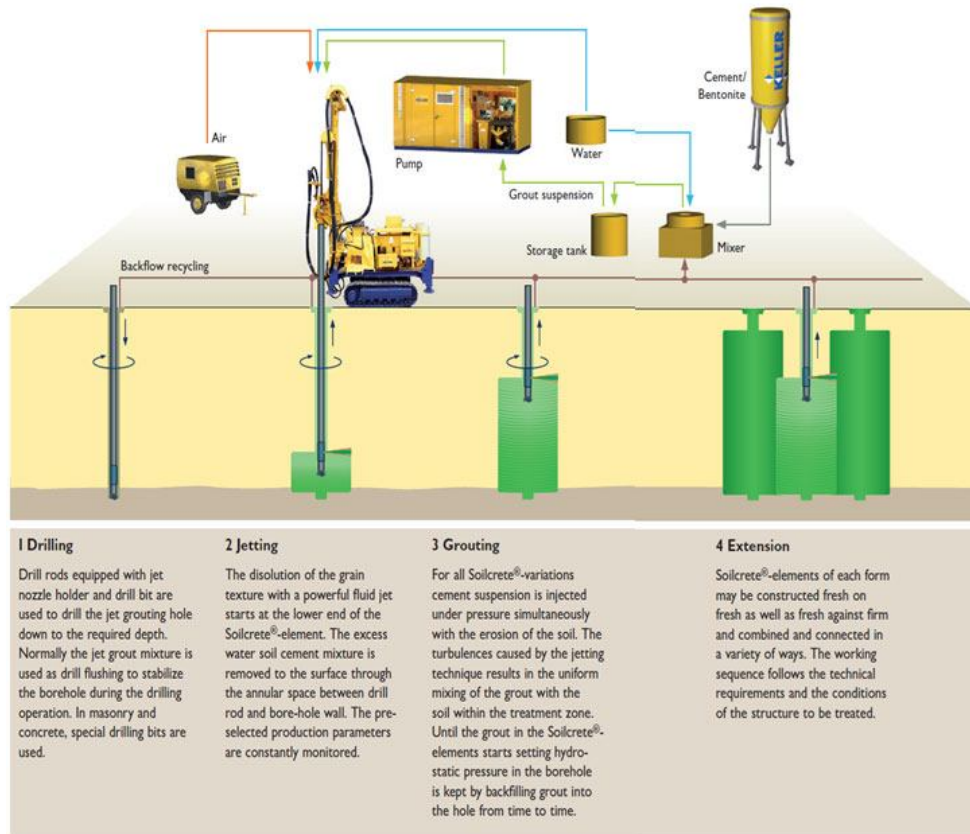 KELLER
Cement/
Bentonite
Air
Pump
Water
Grout suspension
Storage tank
Mixer
Backflow recycling
1 Drilling
Drill rods equipped with jet
nozzle holder and drill bit are
used to drill the jet grouting hole
down to the required depth.
Normally the jet grout mixture is
used as drill flushing to stabilize
the borehole during the drilling
operation. In masonry and
concrete, special drilling bits are
used.
2 Jetting
The disolution of the grain
texture with a powerful fluid jet
starts at the lower end of the
Soilcrete®-element. The excess
water soil cement mixture is
removed to the surface through
the annular space between drill
rod and bore-hole wall. The pre-
selected production parameters
are constantly monitored.
3 Grouting
For all Soilcrete®-variations
cement suspension is injected
under pressure simultaneously
with the erosion of the soil. The
turbulences caused by the jetting
technique results in the uniform
mixing of the grout with the
soil within the treatment zone.
Until the grout in the Soilcrete®-
elements starts setting hydro-
static pressure in the borehole
is kept by backfilling grout into
the hole from time to time.
4 Extension
Soilcrete®-elements of each form
may be constructed fresh on
fresh as well as fresh against firm
and combined and connected in
a variety of ways. The working
sequence follows the technical
requirements and the conditions
of the structure to be treated.